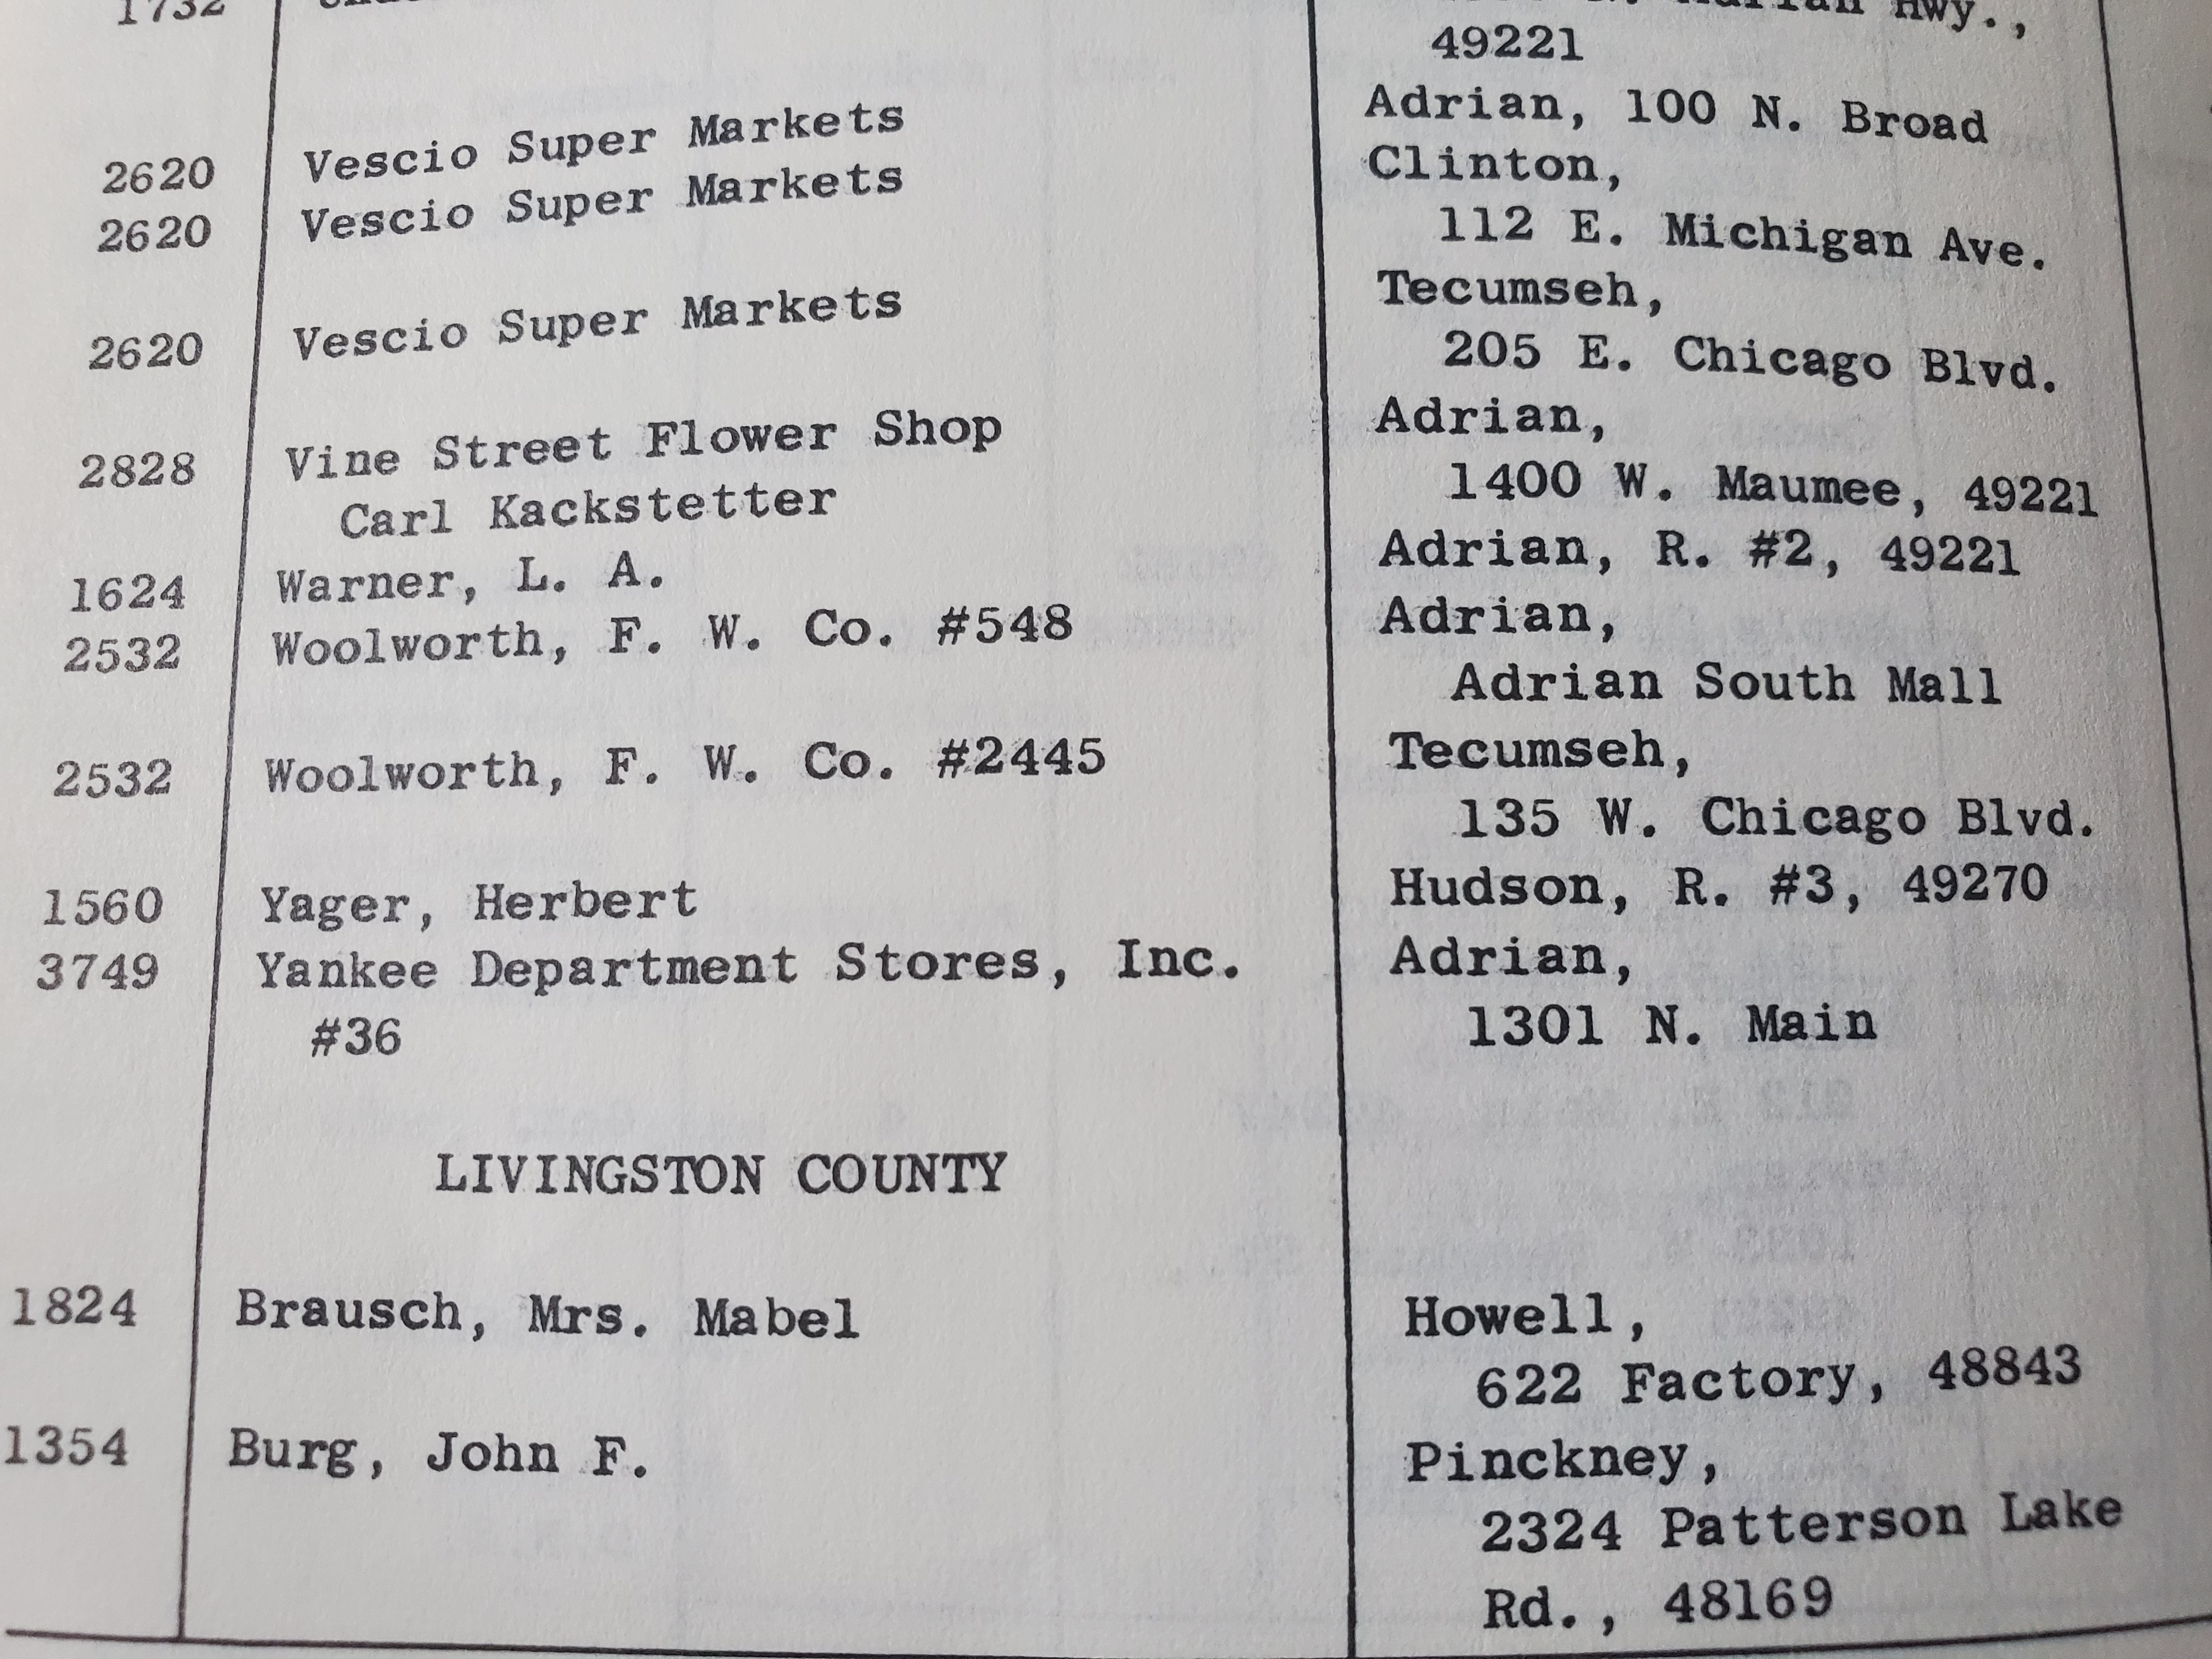 1732
Hwy.,
49221
2620 Vescio Super Markets Adrian, 100 N. Broad
2620 Vescio Super Markets Clinton,
112 E. Michigan Ave.
2620 Vescio Super Markets Tecumseh,
205 E. Chicago Blvd.
2828 Vine Street Flower Shop Adrian,
Carl Kackstetter 1400 W. Maumee, 49221
1624 Warner, L. A. Adrian, R. #2, 49221
2532 Woolworth, F. W. Co. #548 Adrian,
Adrian South Mall
2532 Woolworth, F. W. Co. #2445 Tecumseh,
135 W. Chicago Blvd.
1560 Yager, Herbert Hudson, R. #3, 49270
3749 Yankee Department Stores, Inc. Adrian,
#36 1301 N. Main
LIVINGSTON COUNTY
1824 Brausch, Mrs. Mabel Howell,
622 Factory, 48843
1354 Burg, John F. Pinckney,
2324 Patterson Lake
Rd., 48169